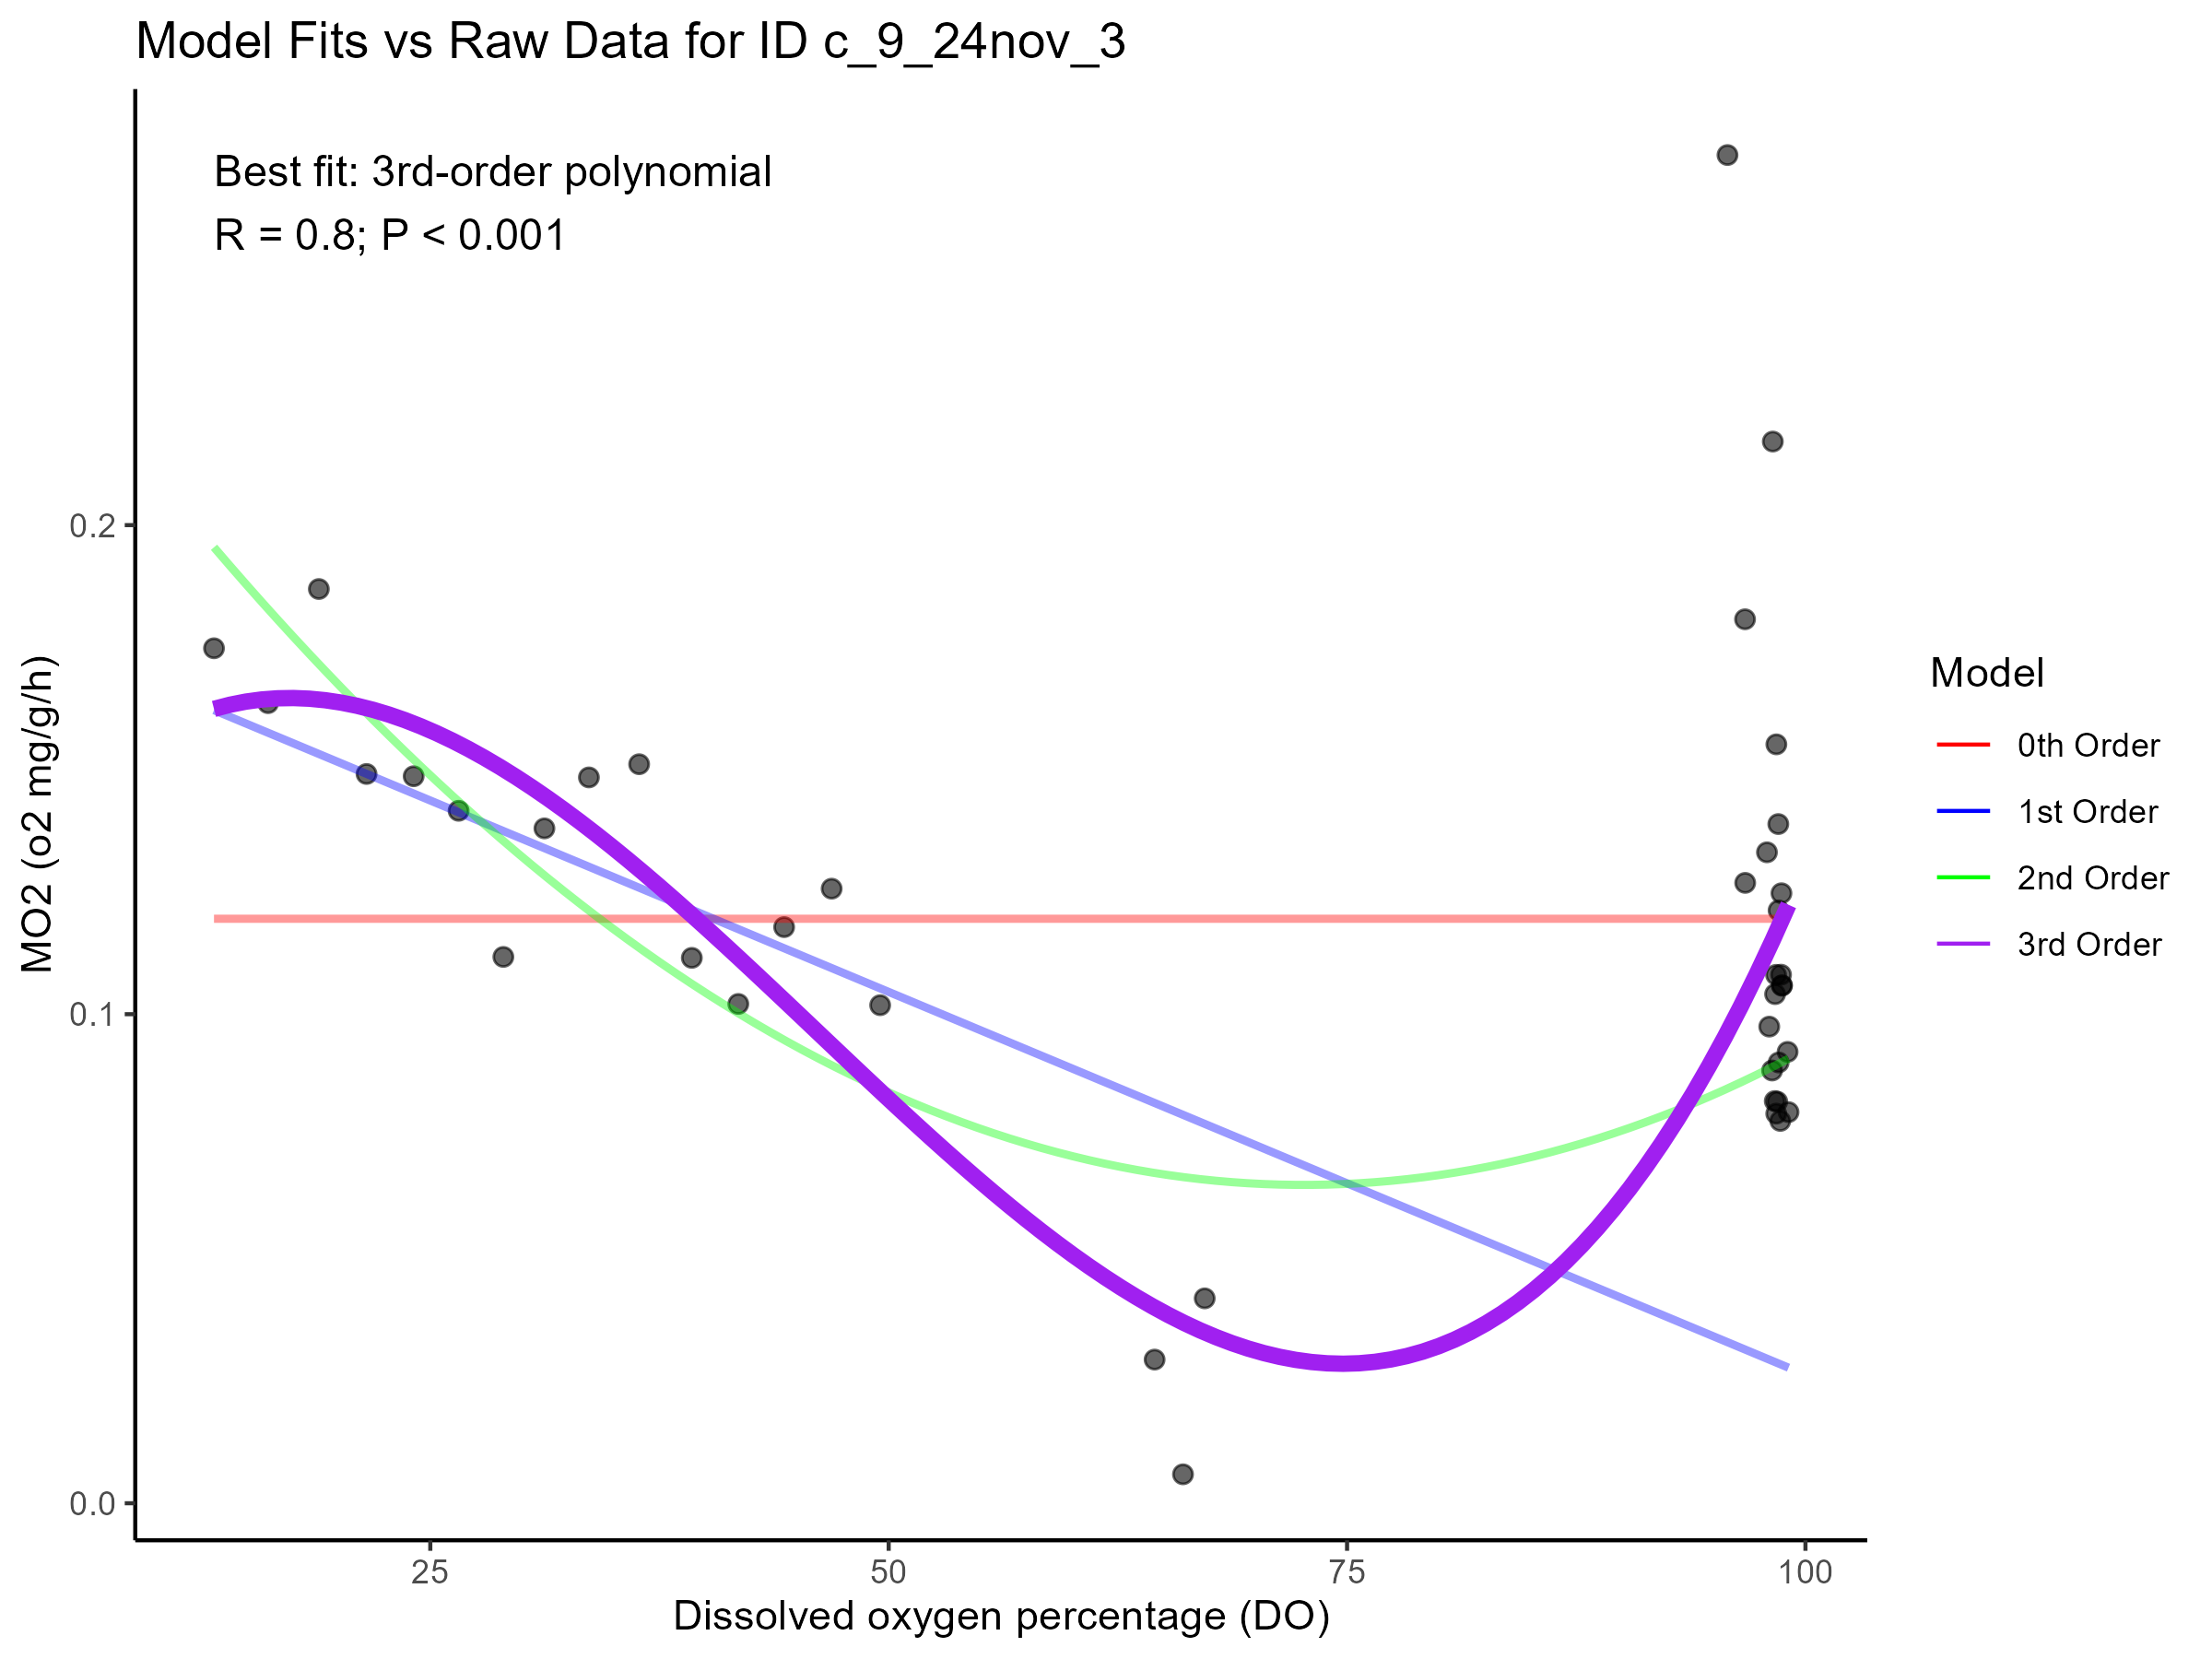 Model Fits vs Raw Data for ID c_9_24nov_3
Best fit: 3rd-order polynomial
R = 0.8; P < 0.001
MO2 (o2 mg/g/h)
0.2
0.1
0.0
25 50 75 100
Dissolved oxygen percentage (DO)
Model
0th Order
1st Order
2nd Order
3rd Order